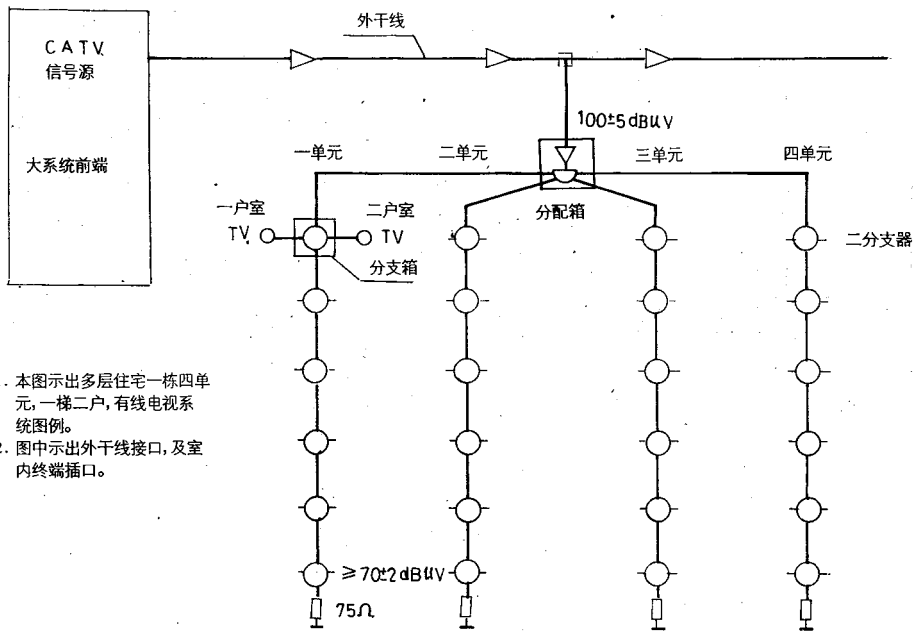 CATV
信号源
大系统前端
外干线
100±5dBμV
一单元
二单元
三单元
四单元
分配箱
一户室
TV
二户室
TV
分支箱
二分支器
. 本图示出多层住宅一栋四单
元,一梯二户,有线电视系
统图例。
2. 图中示出外干线接口,及室
内终端插口。
≥70±2dBμV
75Ω